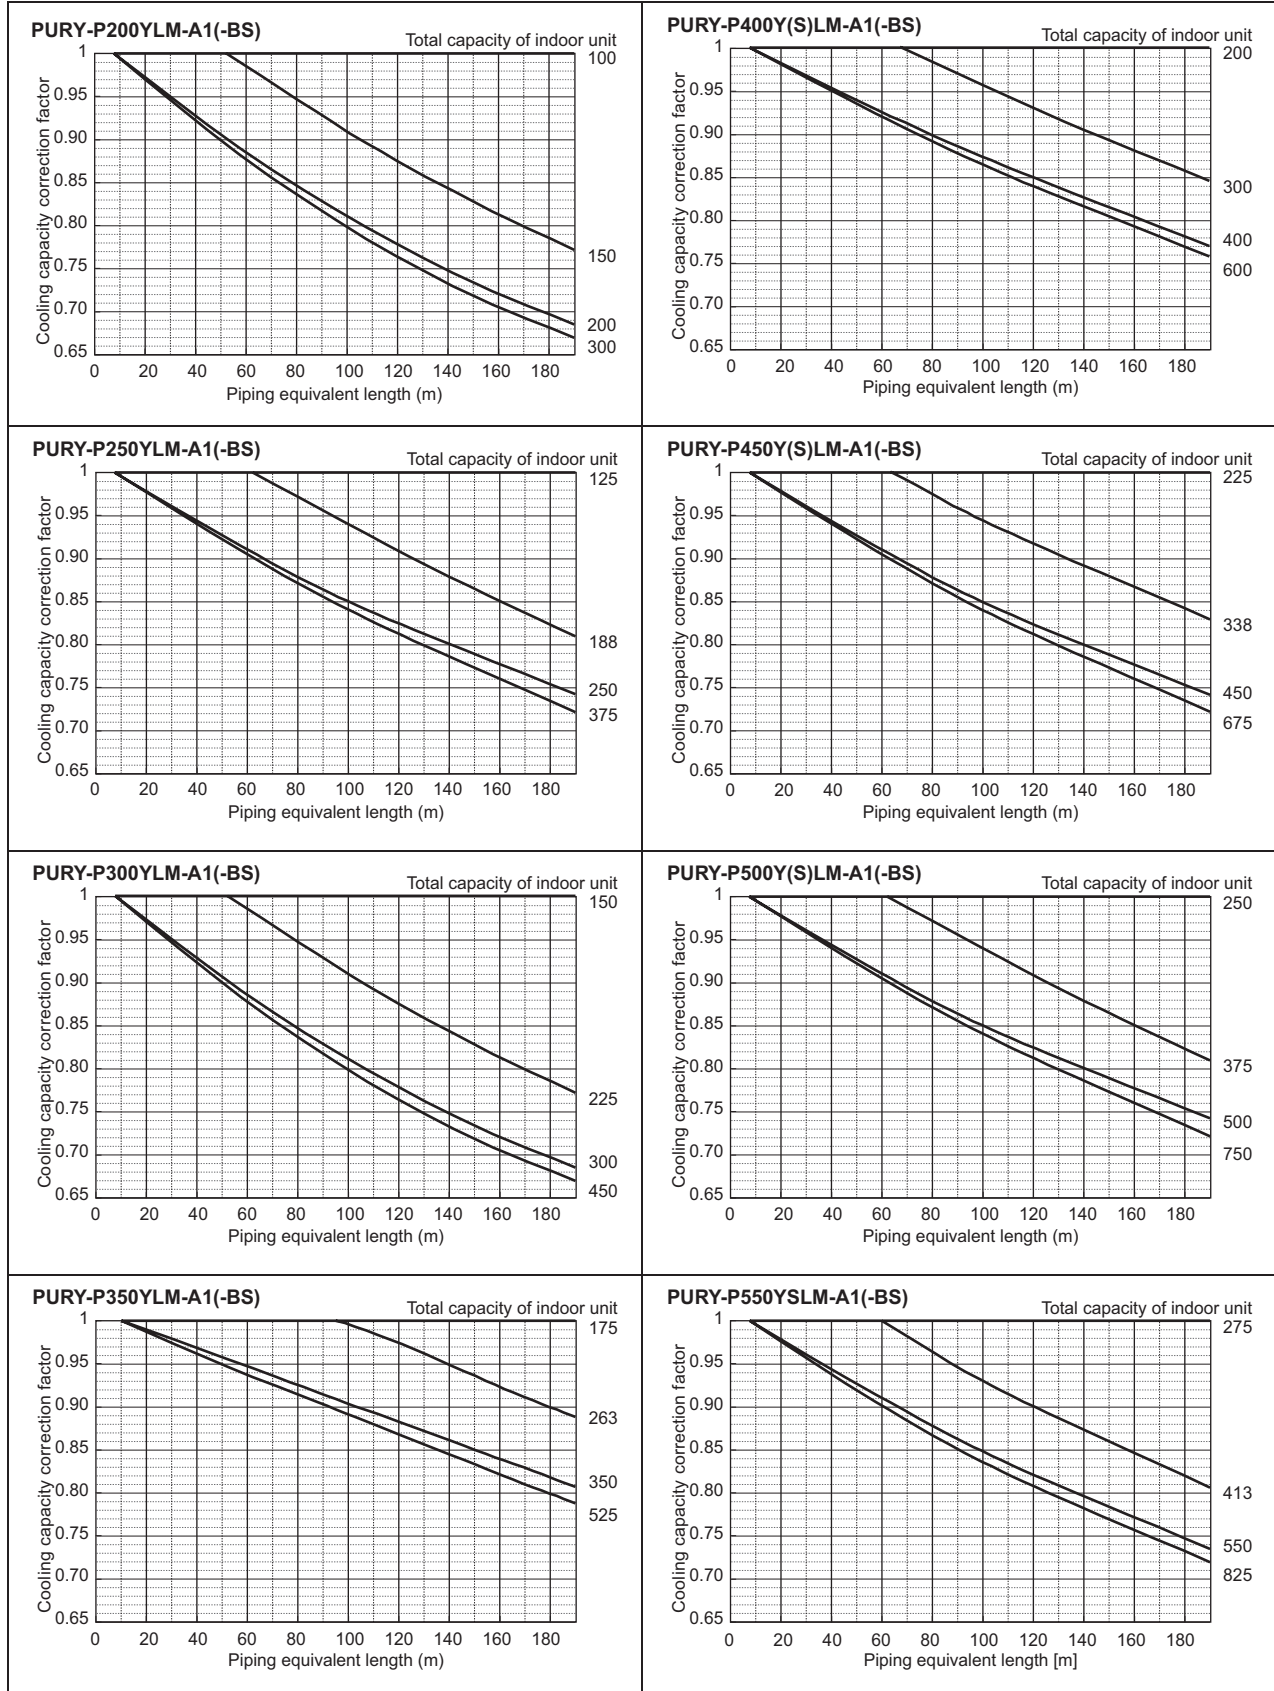 PURY-P200YLM-A1(-BS)
Total capacity of indoor unit
Cooling capacity correction factor
1
0.95
0.90
0.85
0.80
0.75
0.70
0.65
100
150
200
300
0 20 40 60 80 100 120 140 160 180
Piping equivalent length (m)
PURY-P400Y(S)LM-A1(-BS)
Total capacity of indoor unit
Cooling capacity correction factor
1
0.95
0.90
0.85
0.80
0.75
0.70
0.65
200
300
400
600
0 20 40 60 80 100 120 140 160 180
Piping equivalent length (m)
PURY-P250YLM-A1(-BS)
Total capacity of indoor unit
Cooling capacity correction factor
1
0.95
0.90
0.85
0.80
0.75
0.70
0.65
125
188
250
375
0 20 40 60 80 100 120 140 160 180
Piping equivalent length (m)
PURY-P450Y(S)LM-A1(-BS)
Total capacity of indoor unit
Cooling capacity correction factor
1
0.95
0.90
0.85
0.80
0.75
0.70
0.65
225
338
450
675
0 20 40 60 80 100 120 140 160 180
Piping equivalent length (m)
PURY-P300YLM-A1(-BS)
Total capacity of indoor unit
Cooling capacity correction factor
1
0.95
0.90
0.85
0.80
0.75
0.70
0.65
150
225
300
450
0 20 40 60 80 100 120 140 160 180
Piping equivalent length (m)
PURY-P500Y(S)LM-A1(-BS)
Total capacity of indoor unit
Cooling capacity correction factor
1
0.95
0.90
0.85
0.80
0.75
0.70
0.65
250
375
500
750
0 20 40 60 80 100 120 140 160 180
Piping equivalent length (m)
PURY-P350YLM-A1(-BS)
Total capacity of indoor unit
Cooling capacity correction factor
1
0.95
0.90
0.85
0.80
0.75
0.70
0.65
175
263
350
525
0 20 40 60 80 100 120 140 160 180
Piping equivalent length (m)
PURY-P550YSLM-A1(-BS)
Total capacity of indoor unit
Cooling capacity correction factor
1
0.95
0.90
0.85
0.80
0.75
0.70
0.65
275
413
550
825
0 20 40 60 80 100 120 140 160 180
Piping equivalent length [m]